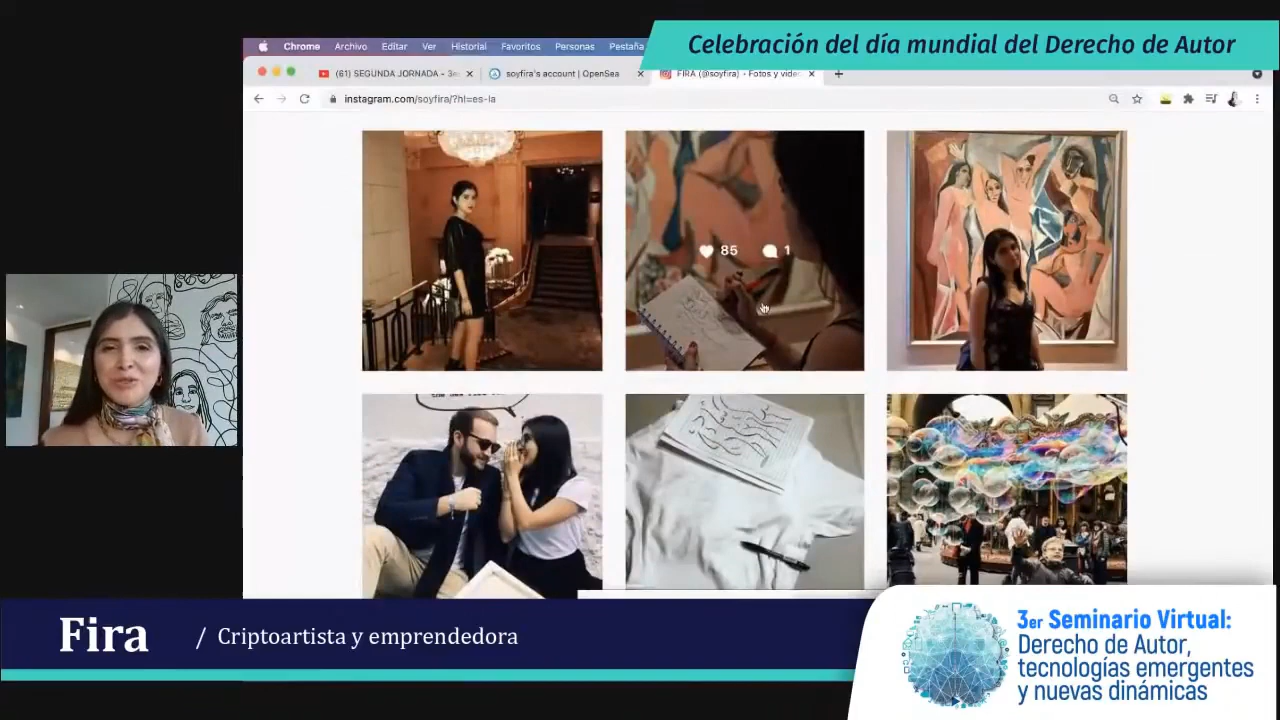 Celebración del día mundial del Derecho de Autor
Chrome Archivo Editar Ver Historial Favoritos Personas Pestaña
(61) SEGUNDA JORNADA - 3e
soyfira's account | OpenSea
FIRA (@soyfira) • Fotos y vide
instagram.com/soyfira/?hl=es-la
85 1
Fira / Criptoartista y emprendedora
3er Seminario Virtual:
Derecho de Autor,
tecnologías emergentes
y nuevas dinámicas